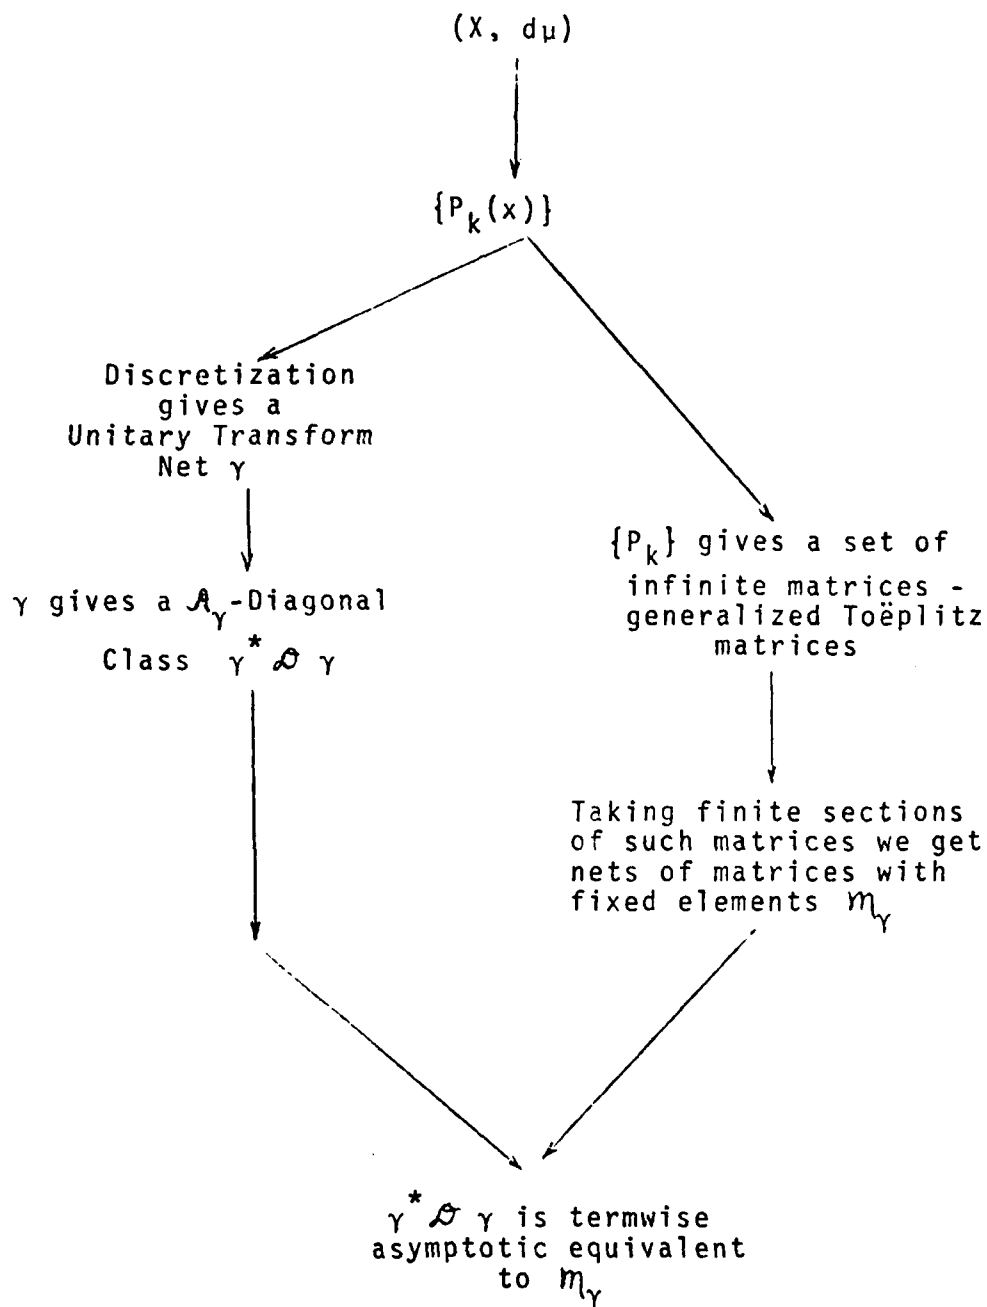 (X, dμ)
{P_k(x)}
Discretization
gives a
Unitary Transform
Net γ
γ gives a 𝒜_γ-Diagonal
Class γ* 𝒟 γ
{P_k} gives a set of
infinite matrices -
generalized Toëplitz
matrices
Taking finite sections
of such matrices we get
nets of matrices with
fixed elements 𝓂_γ
γ* 𝒟 γ is termwise
asymptotic equivalent
to 𝓂_γ